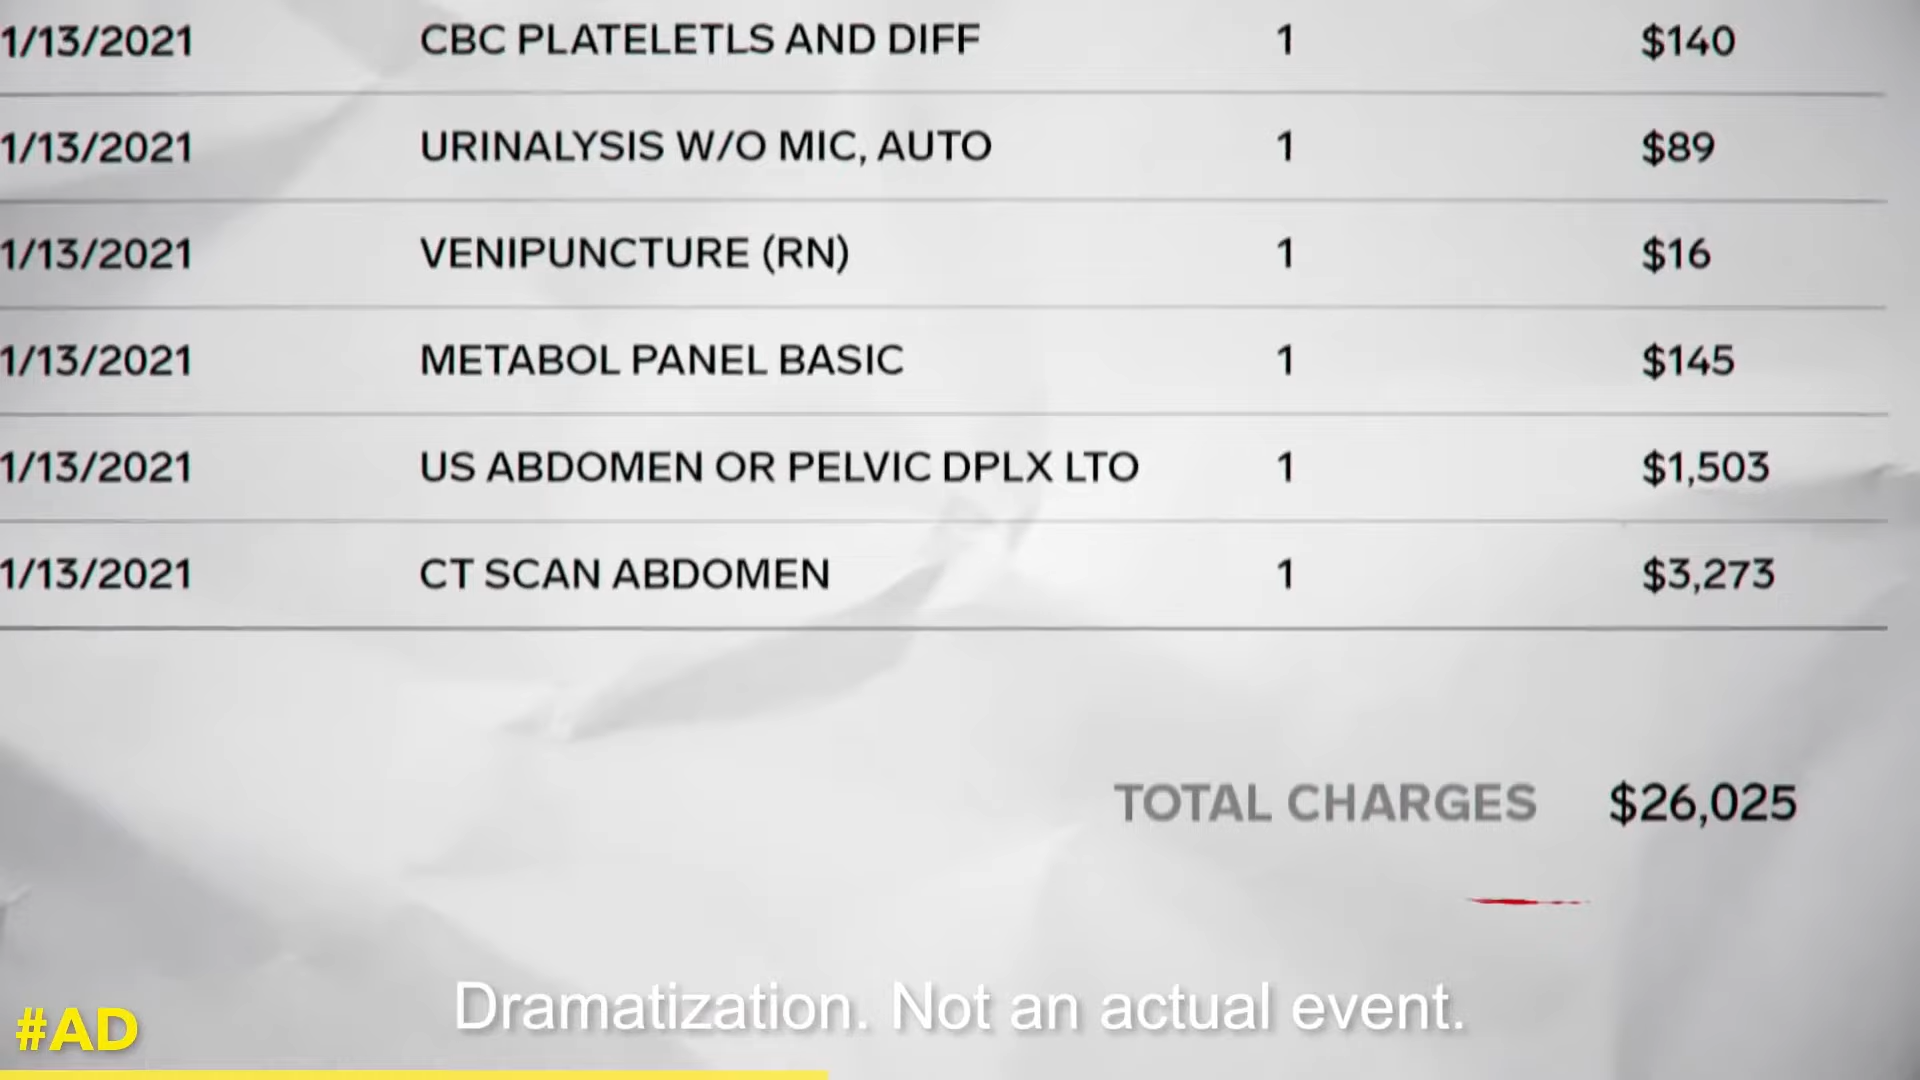 1/13/2021 CBC PLATELETLS AND DIFF 1 $140
1/13/2021 URINALYSIS W/O MIC, AUTO 1 $89
1/13/2021 VENIPUNCTURE (RN) 1 $16
1/13/2021 METABOL PANEL BASIC 1 $145
1/13/2021 US ABDOMEN OR PELVIC DPLX LTO 1 $1,503
1/13/2021 CT SCAN ABDOMEN 1 $3,273
TOTAL CHARGES $26,025
Dramatization. Not an actual event.
#AD